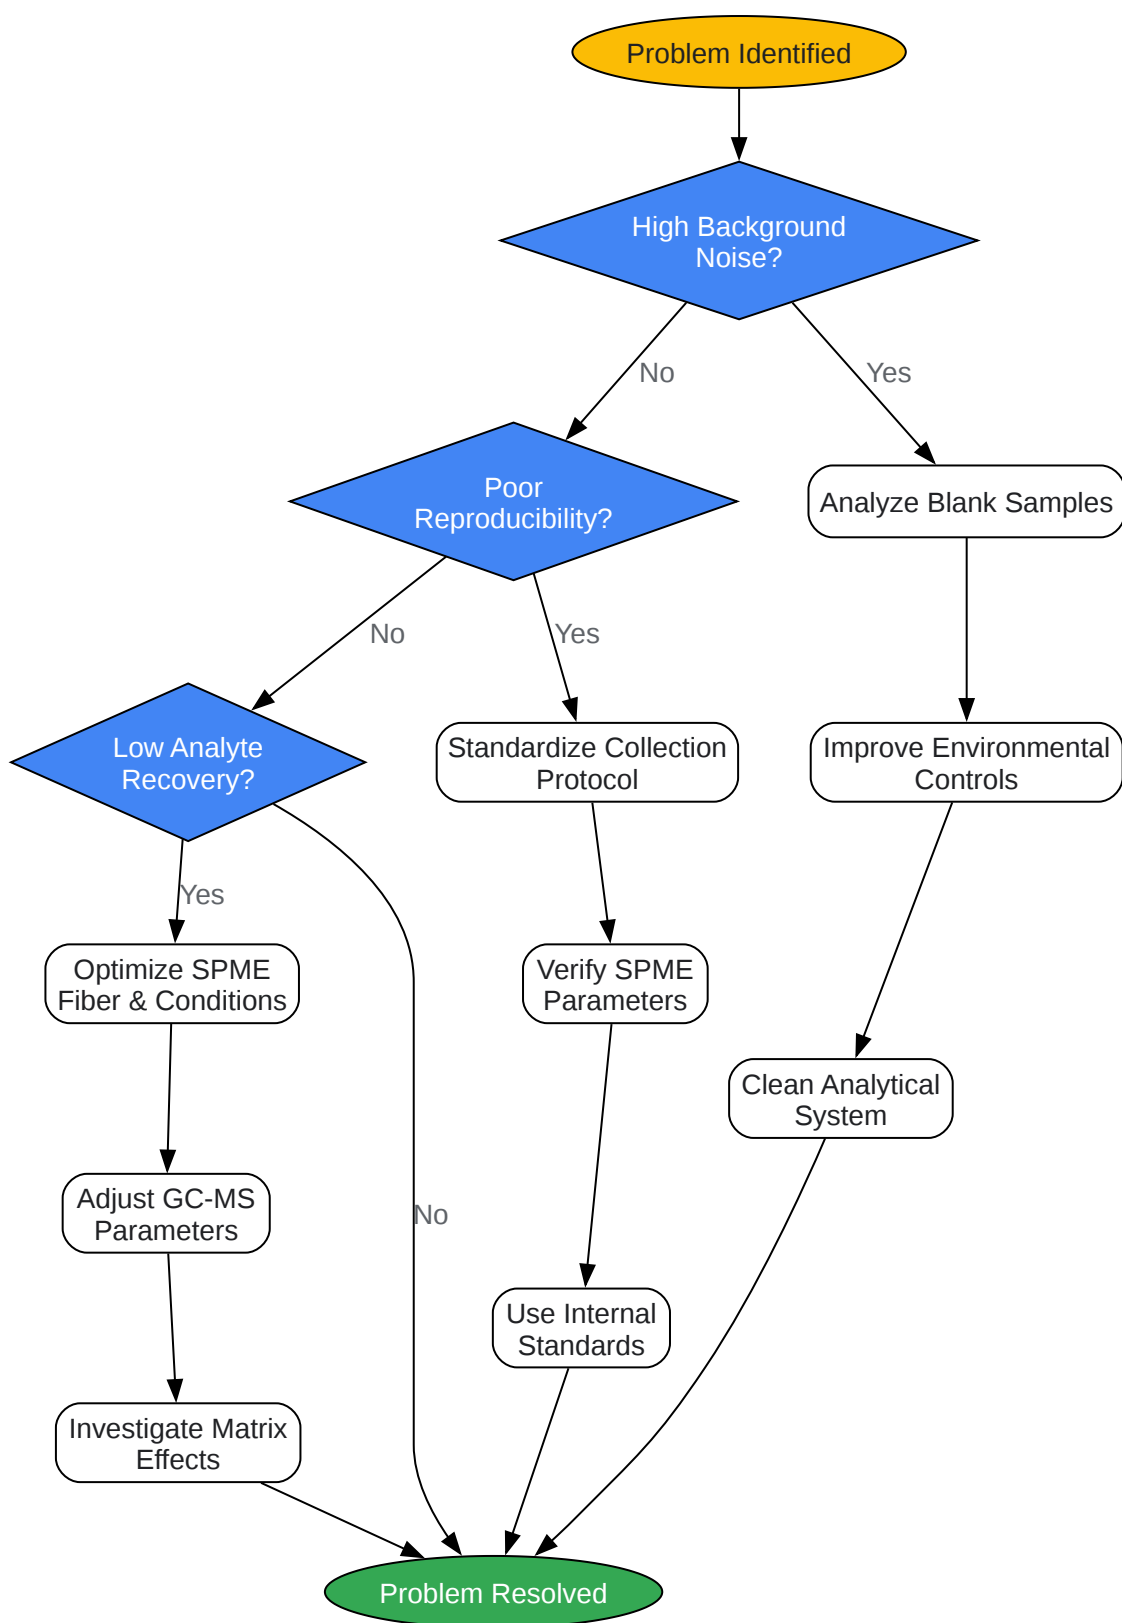 Problem Identified
High Background
Noise?
No
Yes
Poor
Reproducibility?
Analyze Blank Samples
No
Yes
Low Analyte
Recovery?
Standardize Collection
Protocol
Improve Environmental
Controls
Yes
Optimize SPME
Fiber & Conditions
Verify SPME
Parameters
Clean Analytical
System
Adjust GC-MS
Parameters
No
Use Internal
Standards
Investigate Matrix
Effects
Problem Resolved